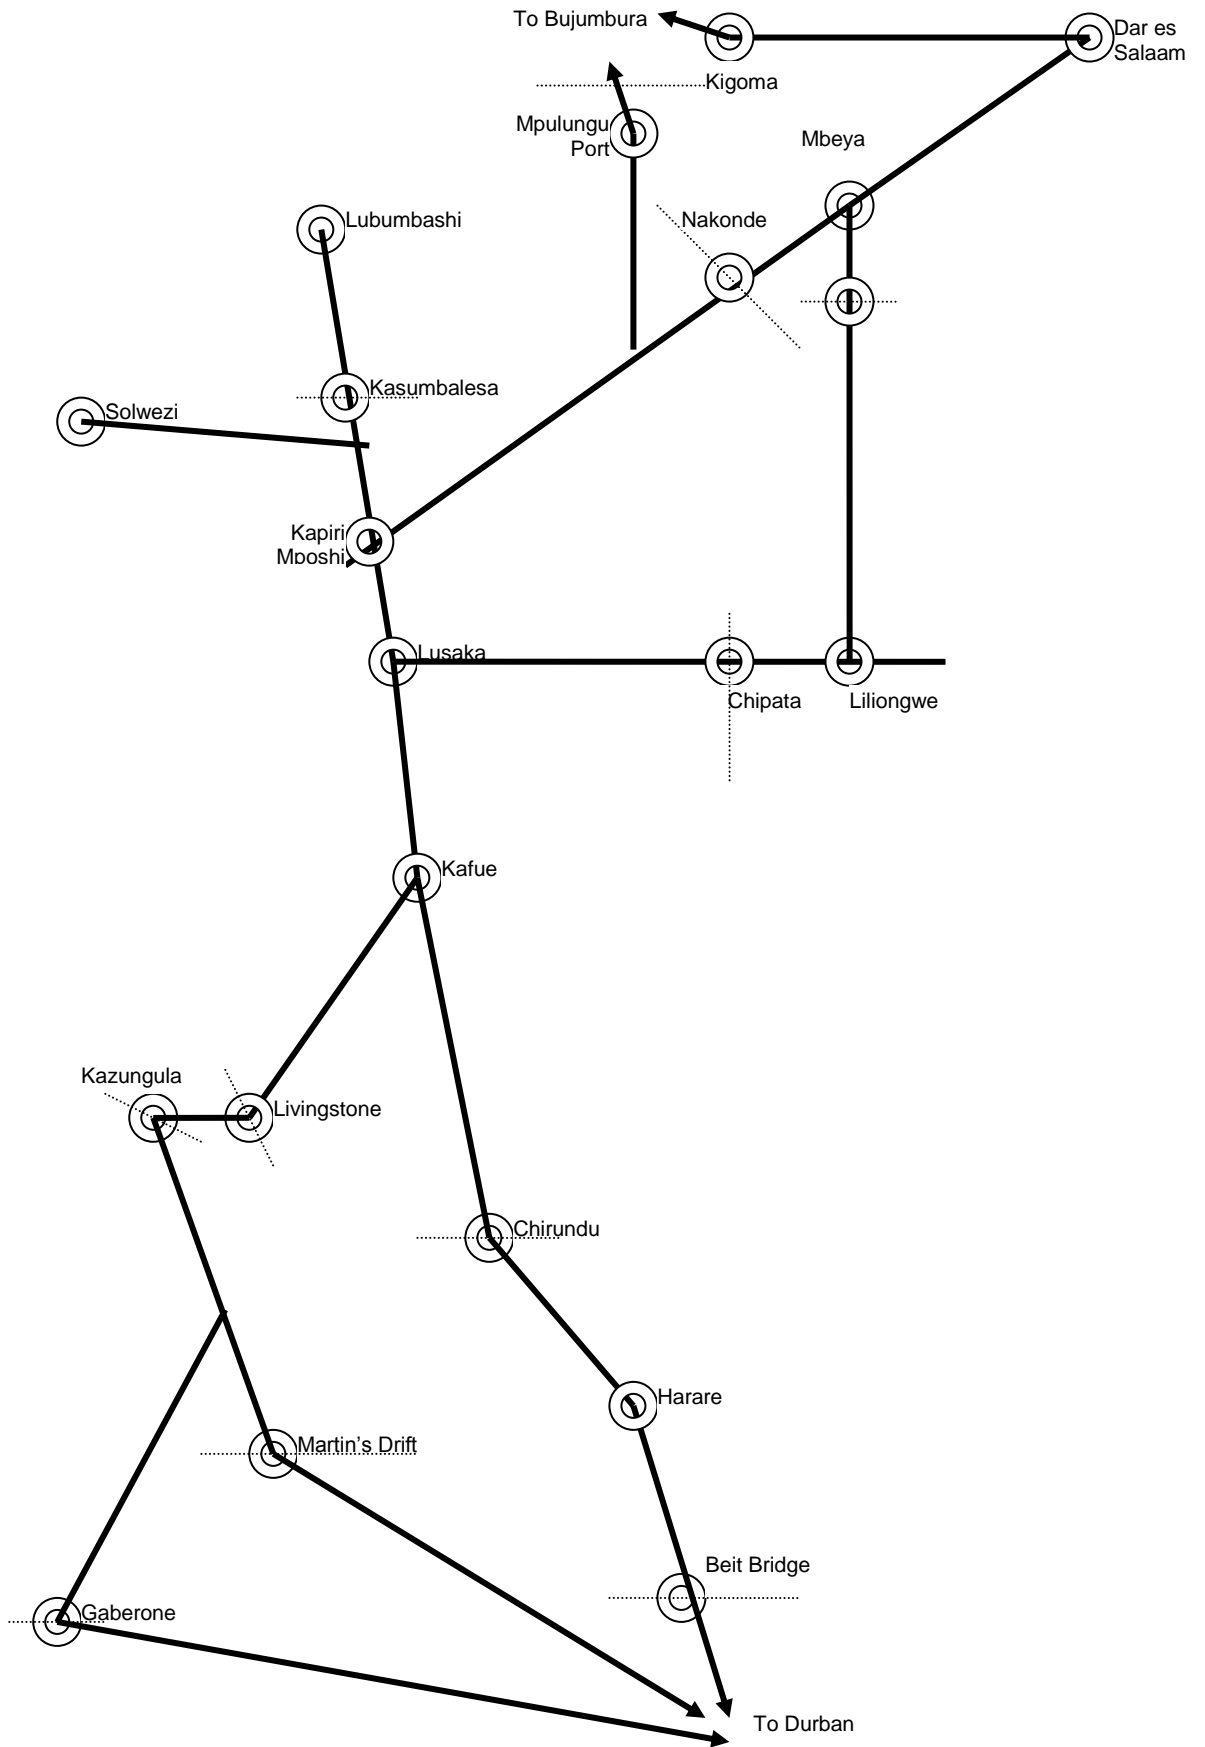 To Bujumbura
Dar es
Salaam
Kigoma
Mpulungu
Port
Mbeya
Lubumbashi
Nakonde
Kasumbalesa
Solwezi
Kapiri
Mposhi
Lusaka
Chipata
Liliongwe
Kafue
Kazungula
Livingstone
Chirundu
Harare
Martin's Drift
Beit Bridge
Gaberone
To Durban